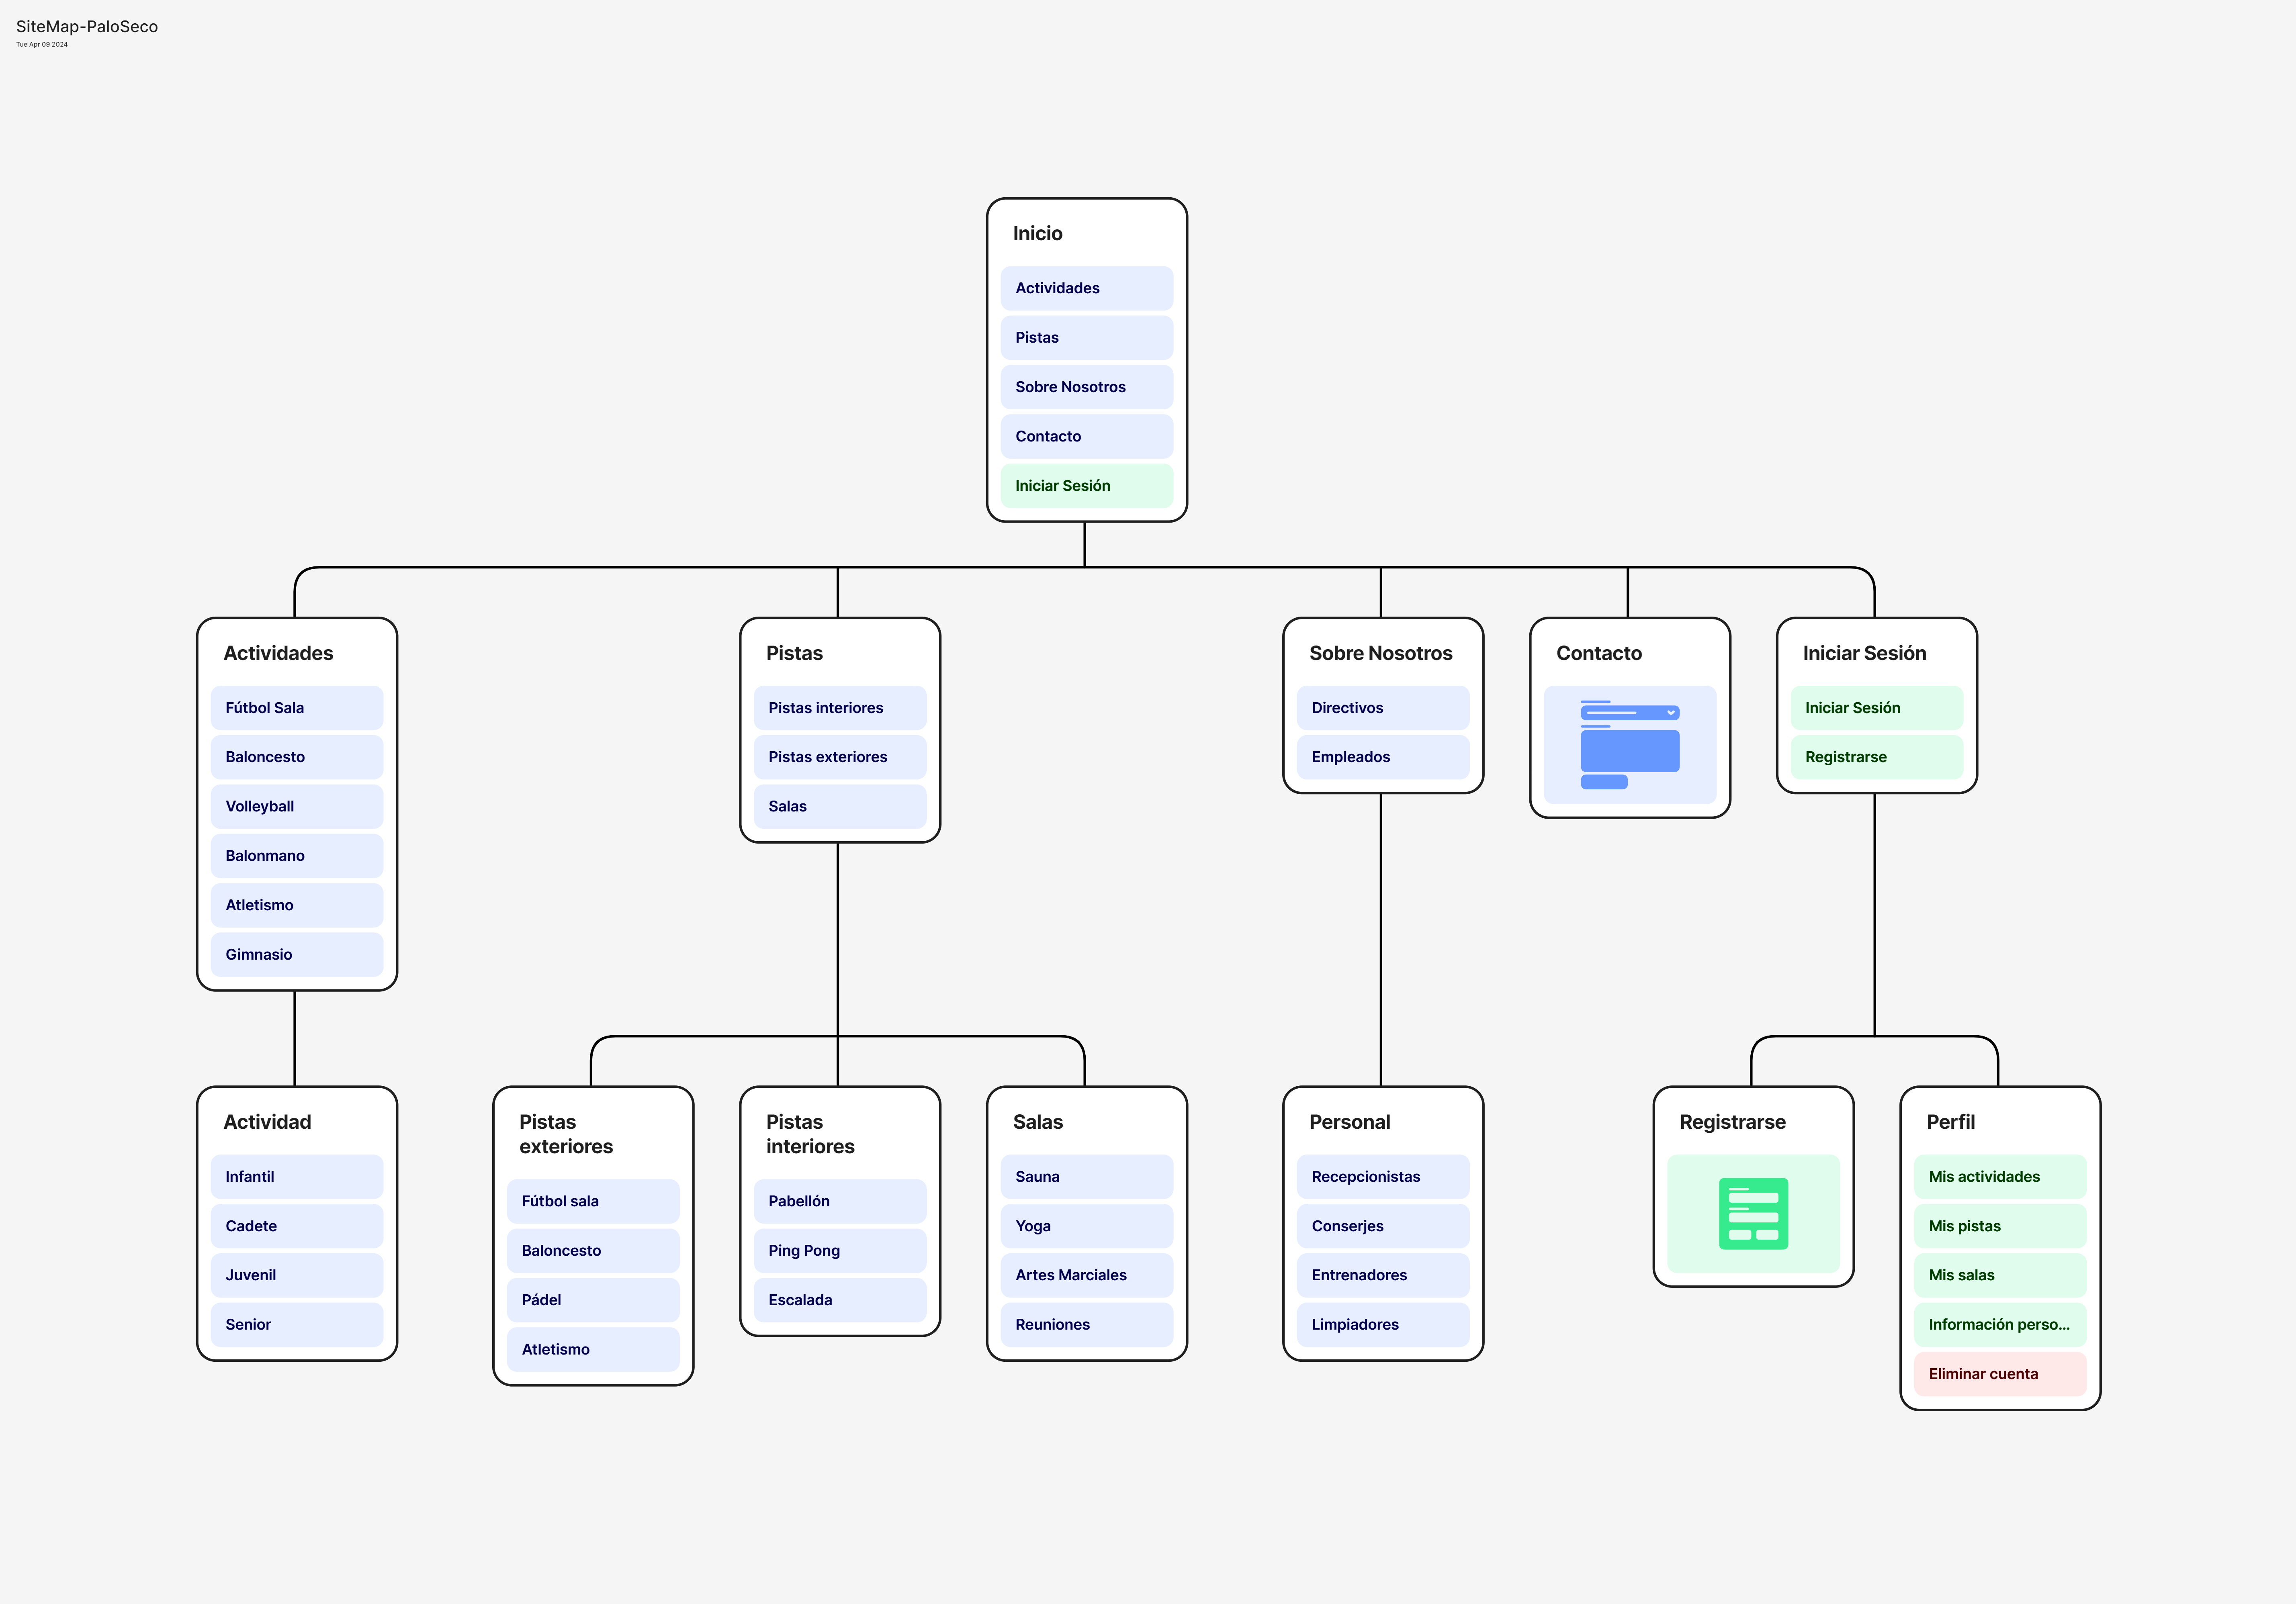 SiteMap-PaloSeco
Tue Apr 09 2024
Inicio
Actividades
Pistas
Sobre Nosotros
Contacto
Iniciar Sesión
Actividades
Fútbol Sala
Baloncesto
Volleyball
Balonmano
Atletismo
Gimnasio
Pistas
Pistas interiores
Pistas exteriores
Salas
Sobre Nosotros
Directivos
Empleados
Contacto
Iniciar Sesión
Iniciar Sesión
Registrarse
Actividad
Infantil
Cadete
Juvenil
Senior
Pistas
exteriores
Fútbol sala
Baloncesto
Pádel
Atletismo
Pistas
interiores
Pabellón
Ping Pong
Escalada
Salas
Sauna
Yoga
Artes Marciales
Reuniones
Personal
Recepcionistas
Conserjes
Entrenadores
Limpiadores
Registrarse
Perfil
Mis actividades
Mis pistas
Mis salas
Información perso...
Eliminar cuenta